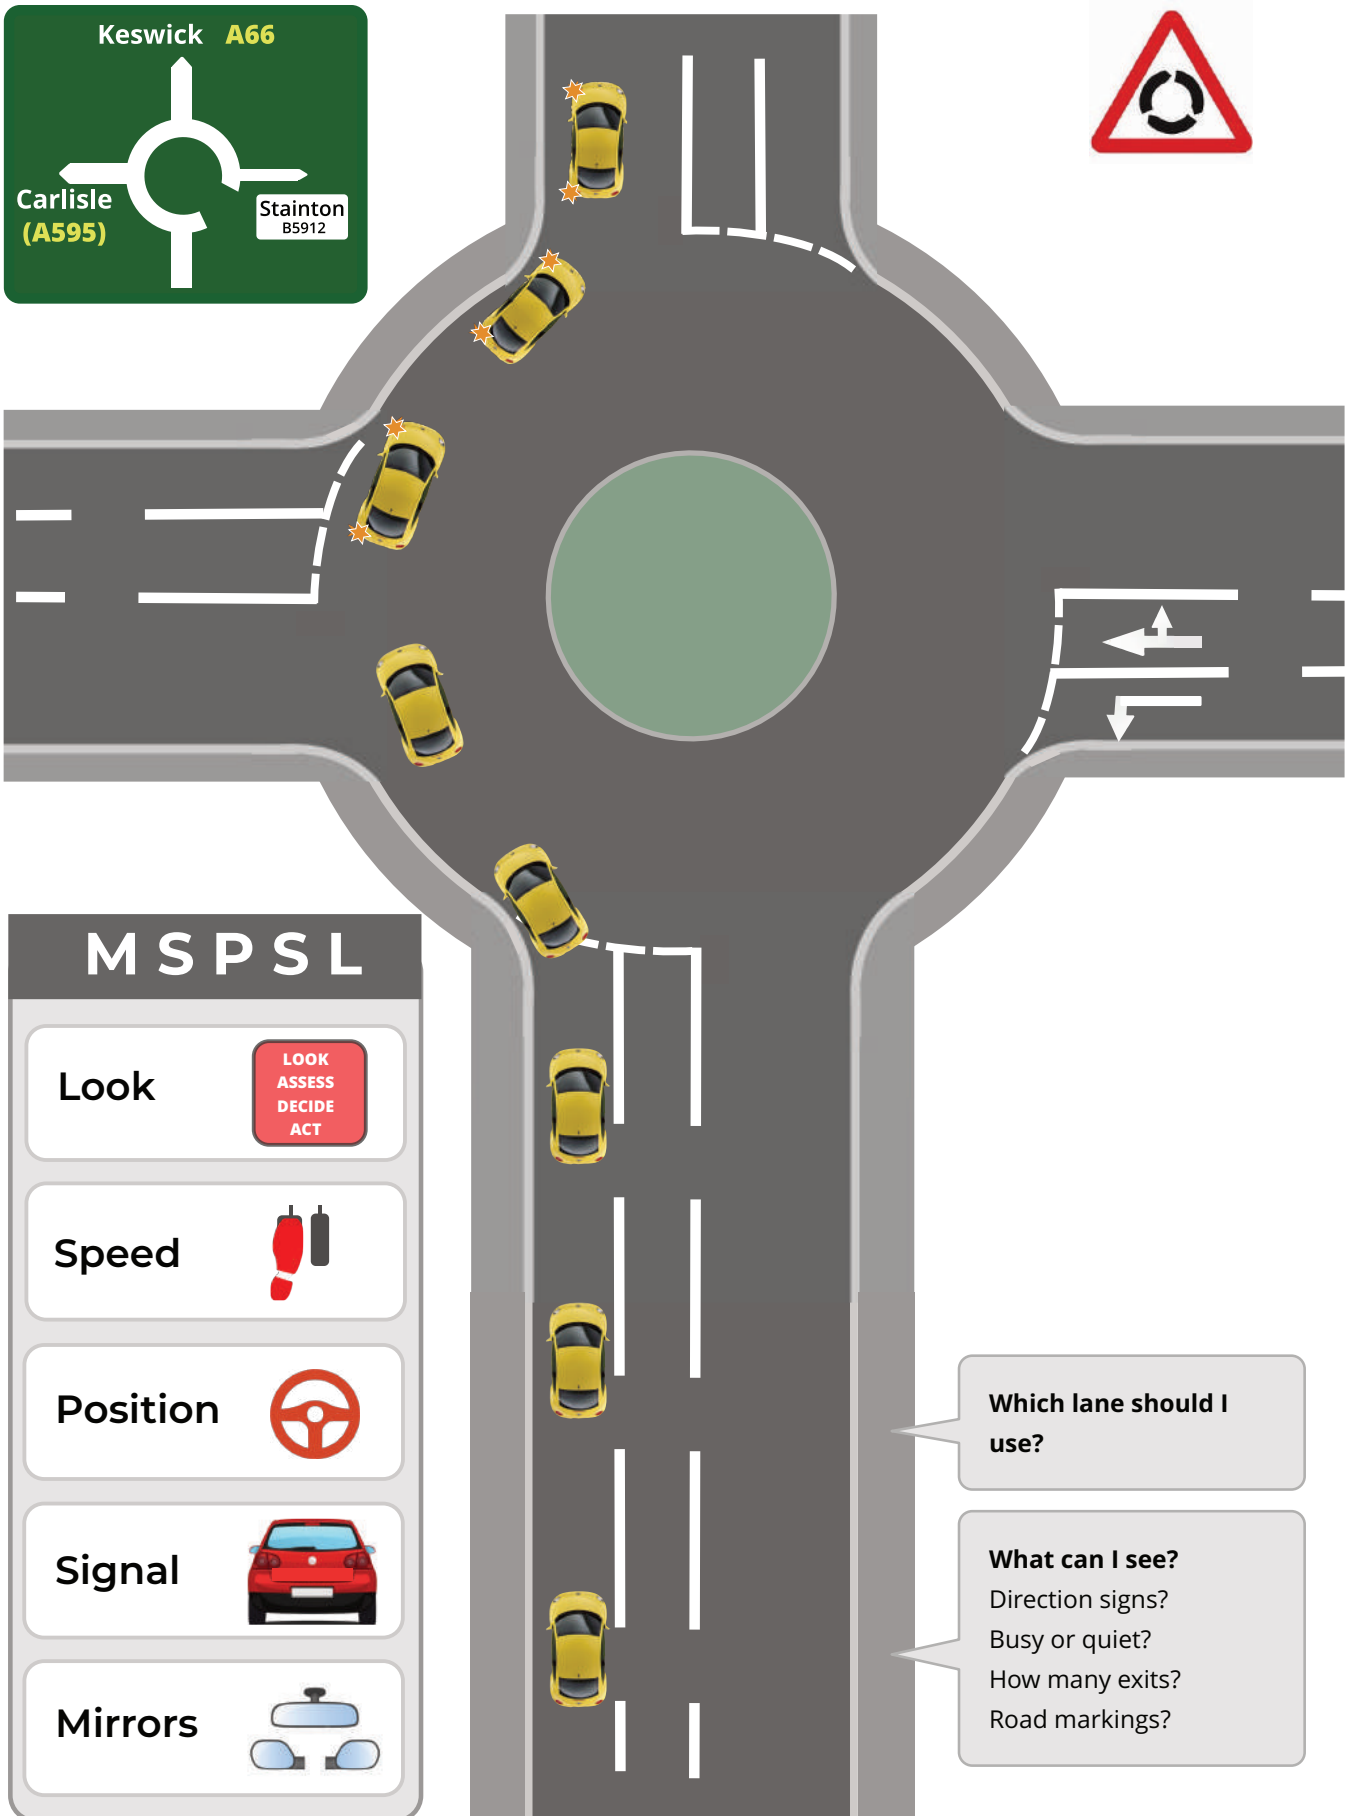 Keswick A66
Carlisle
(A595)
Stainton
B5912
MSPSL
Look
LOOK
ASSESS
DECIDE
ACT
Speed
Position
Signal
Mirrors
Which lane should I
use?
What can I see?
Direction signs?
Busy or quiet?
How many exits?
Road markings?